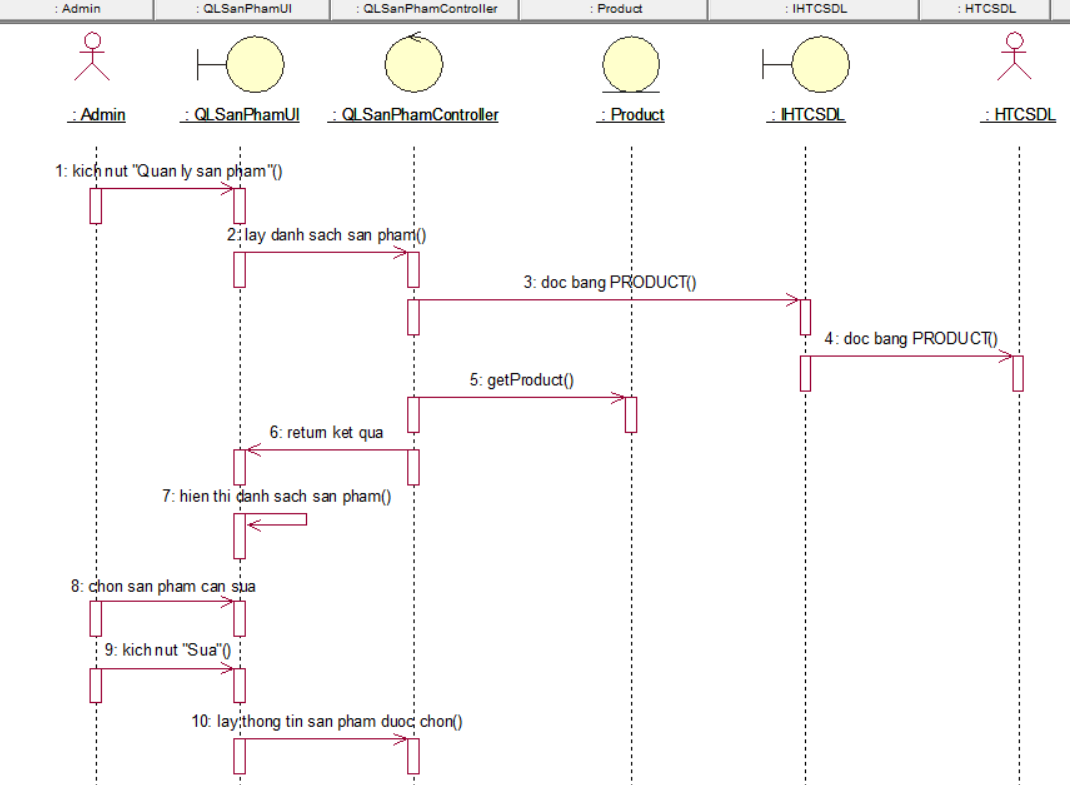 : Admin
: QLSanPhamUI
: QLSanPhamController
: Product
: IHTCSDL
: HTCSDL
: Admin
: QLSanPhamUI
: QLSanPhamController
: Product
: IHTCSDL
: HTCSDL
1: kich nut "Quan ly san pham"()
2: lay danh sach san pham()
3: doc bang PRODUCT()
4: doc bang PRODUCT()
5: getProduct()
6: return ket qua
7: hien thi danh sach san pham()
8: chon san pham can sua
9: kich nut "Sua"()
10: lay thong tin san pham duoc chon()